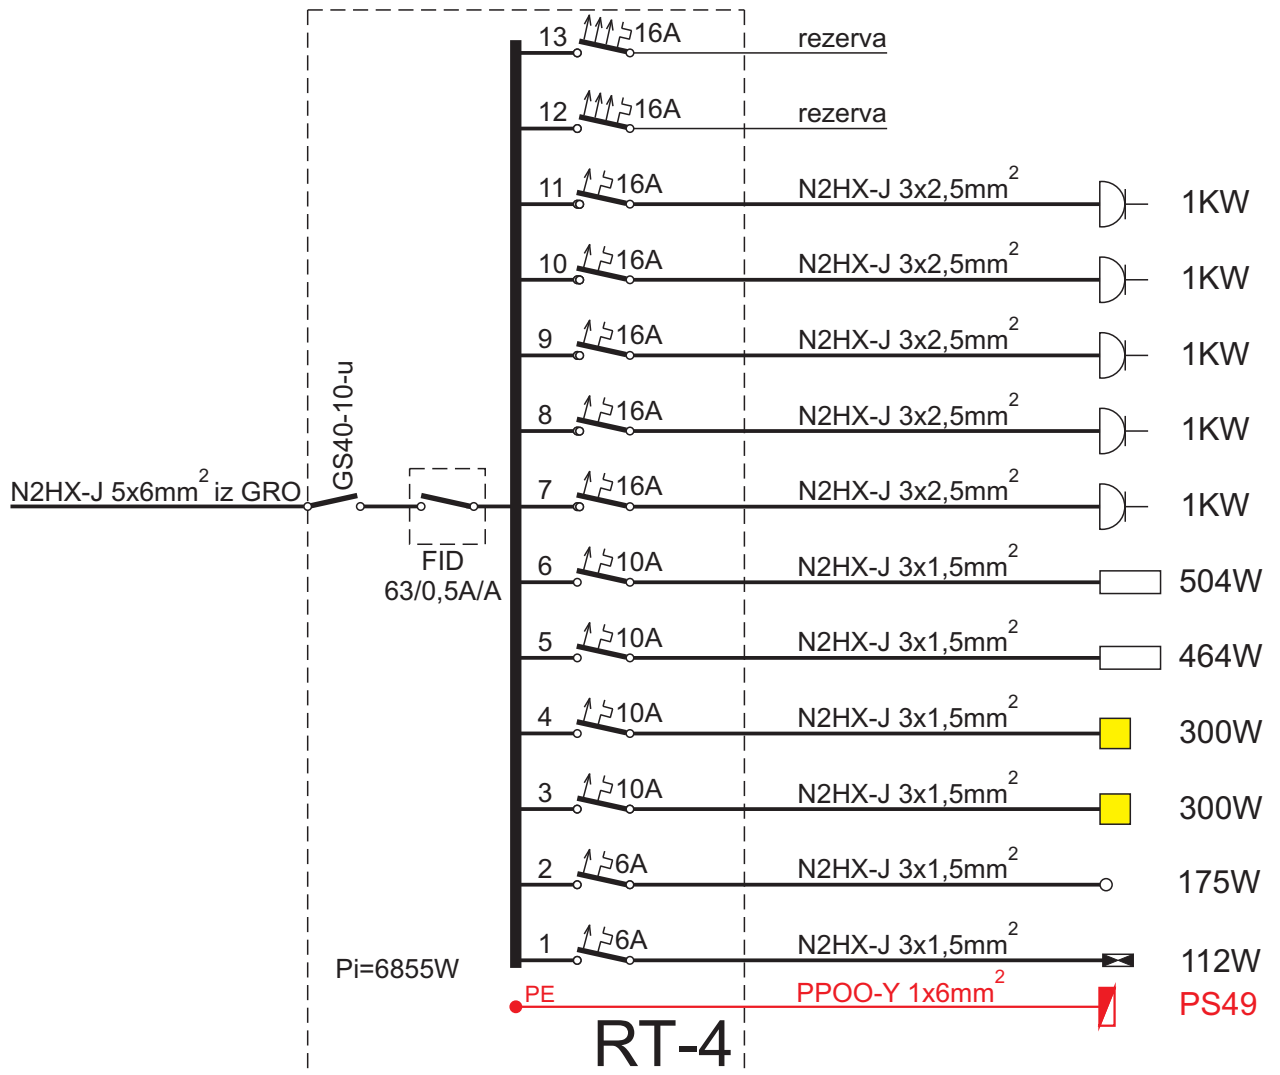 13 16A rezerva
12 16A rezerva
11 16A N2HX-J 3x2,5mm² 1KW
10 16A N2HX-J 3x2,5mm² 1KW
9 16A N2HX-J 3x2,5mm² 1KW
8 16A N2HX-J 3x2,5mm² 1KW
GS40-10-u
N2HX-J 5x6mm² iz GRO
7 16A N2HX-J 3x2,5mm² 1KW
FID
63/0,5A/A
6 10A N2HX-J 3x1,5mm² 504W
5 10A N2HX-J 3x1,5mm² 464W
4 10A N2HX-J 3x1,5mm² 300W
3 10A N2HX-J 3x1,5mm² 300W
2 6A N2HX-J 3x1,5mm² 175W
1 6A N2HX-J 3x1,5mm² 112W
Pi=6855W
PE PPOO-Y 1x6mm² PS49
RT-4